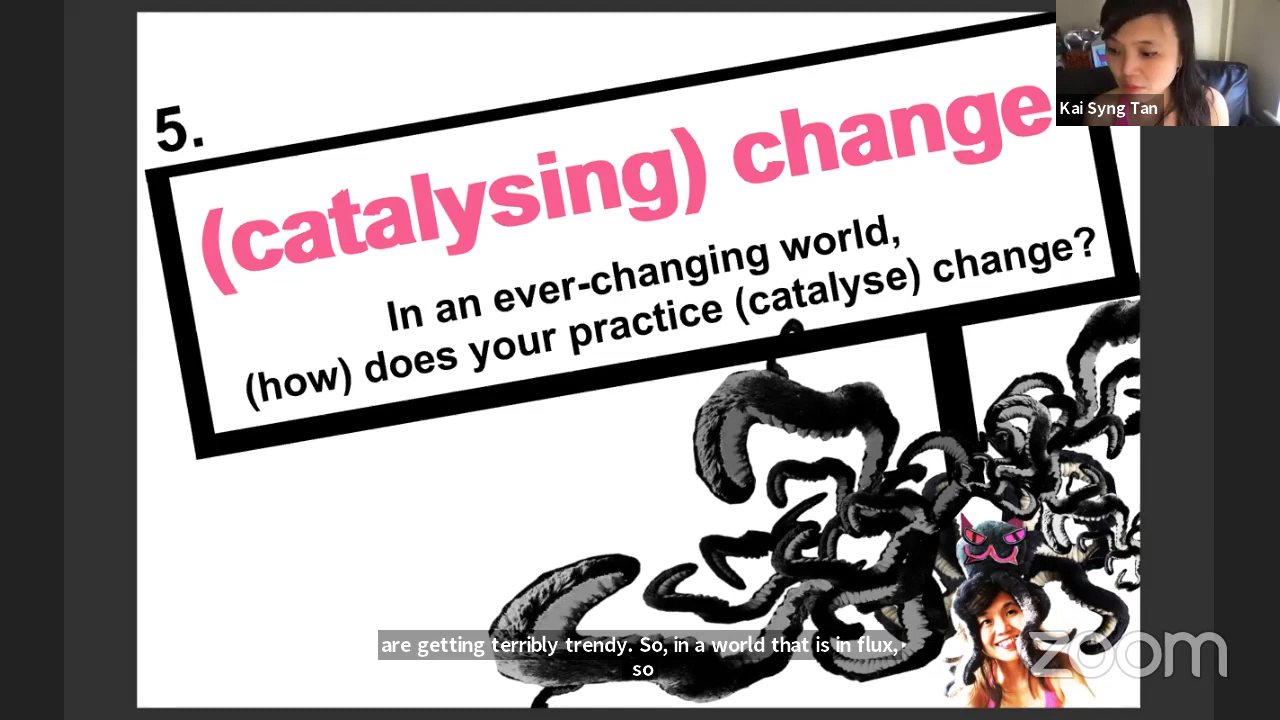 5.
(catalysing) change
In an ever-changing world,
(how) does your practice (catalyse) change?
Kai Syng Tan
are getting terribly trendy. So, in a world that is in flux,
so
zoom